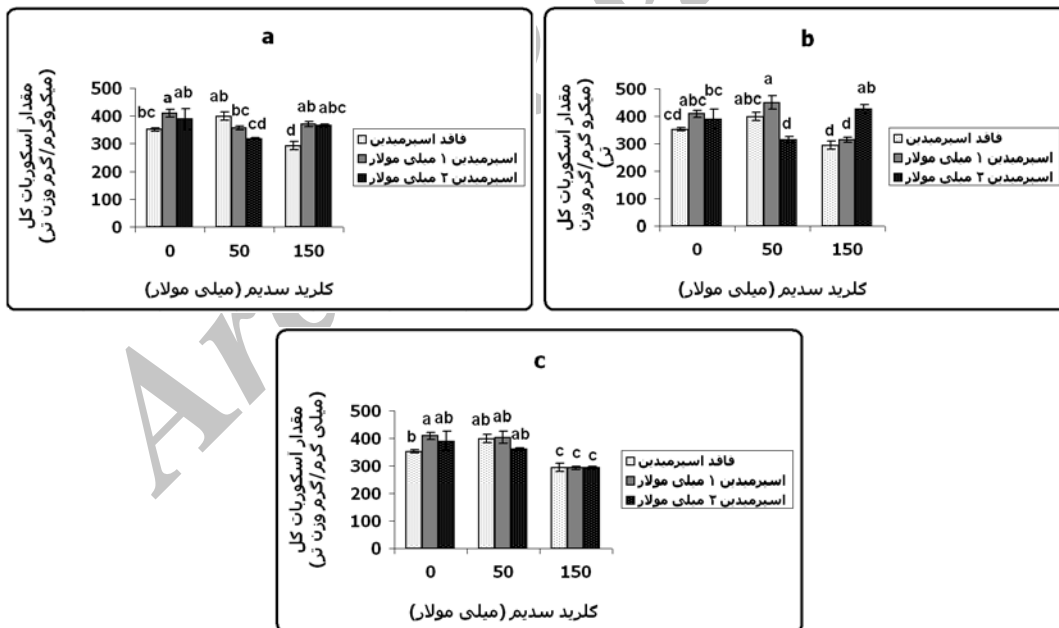 a
مقدار آسکوربات کل
(میکروگرم/گرم وزن تر)
500
400
300
200
100
0
bc a ab
ab bc cd
d ab abc
0 50 150
کلرید سدیم (میلی مولار)
فاقد اسپرمیدین
اسپرمیدین ۱ میلی مولار
اسپرمیدین ۲ میلی مولار
b
مقدار آسکوربات کل
(میکرو گرم/گرم وزن
تر)
500
400
300
200
100
0
cd abc bc
abc a d
d d ab
0 50 150
کلرید سدیم (میلی مولار)
فاقد اسپرمیدین
اسپرمیدین ۱ میلی مولار
اسپرمیدین ۲ میلی مولار
c
مقدار آسکوربات کل
(میلی گرم/گرم وزن تر)
500
400
300
200
100
0
b a ab
ab ab ab
c c c
0 50 150
کلرید سدیم (میلی مولار)
فاقد اسپرمیدین
اسپرمیدین ۱ میلی مولار
اسپرمیدین ۲ میلی مولار